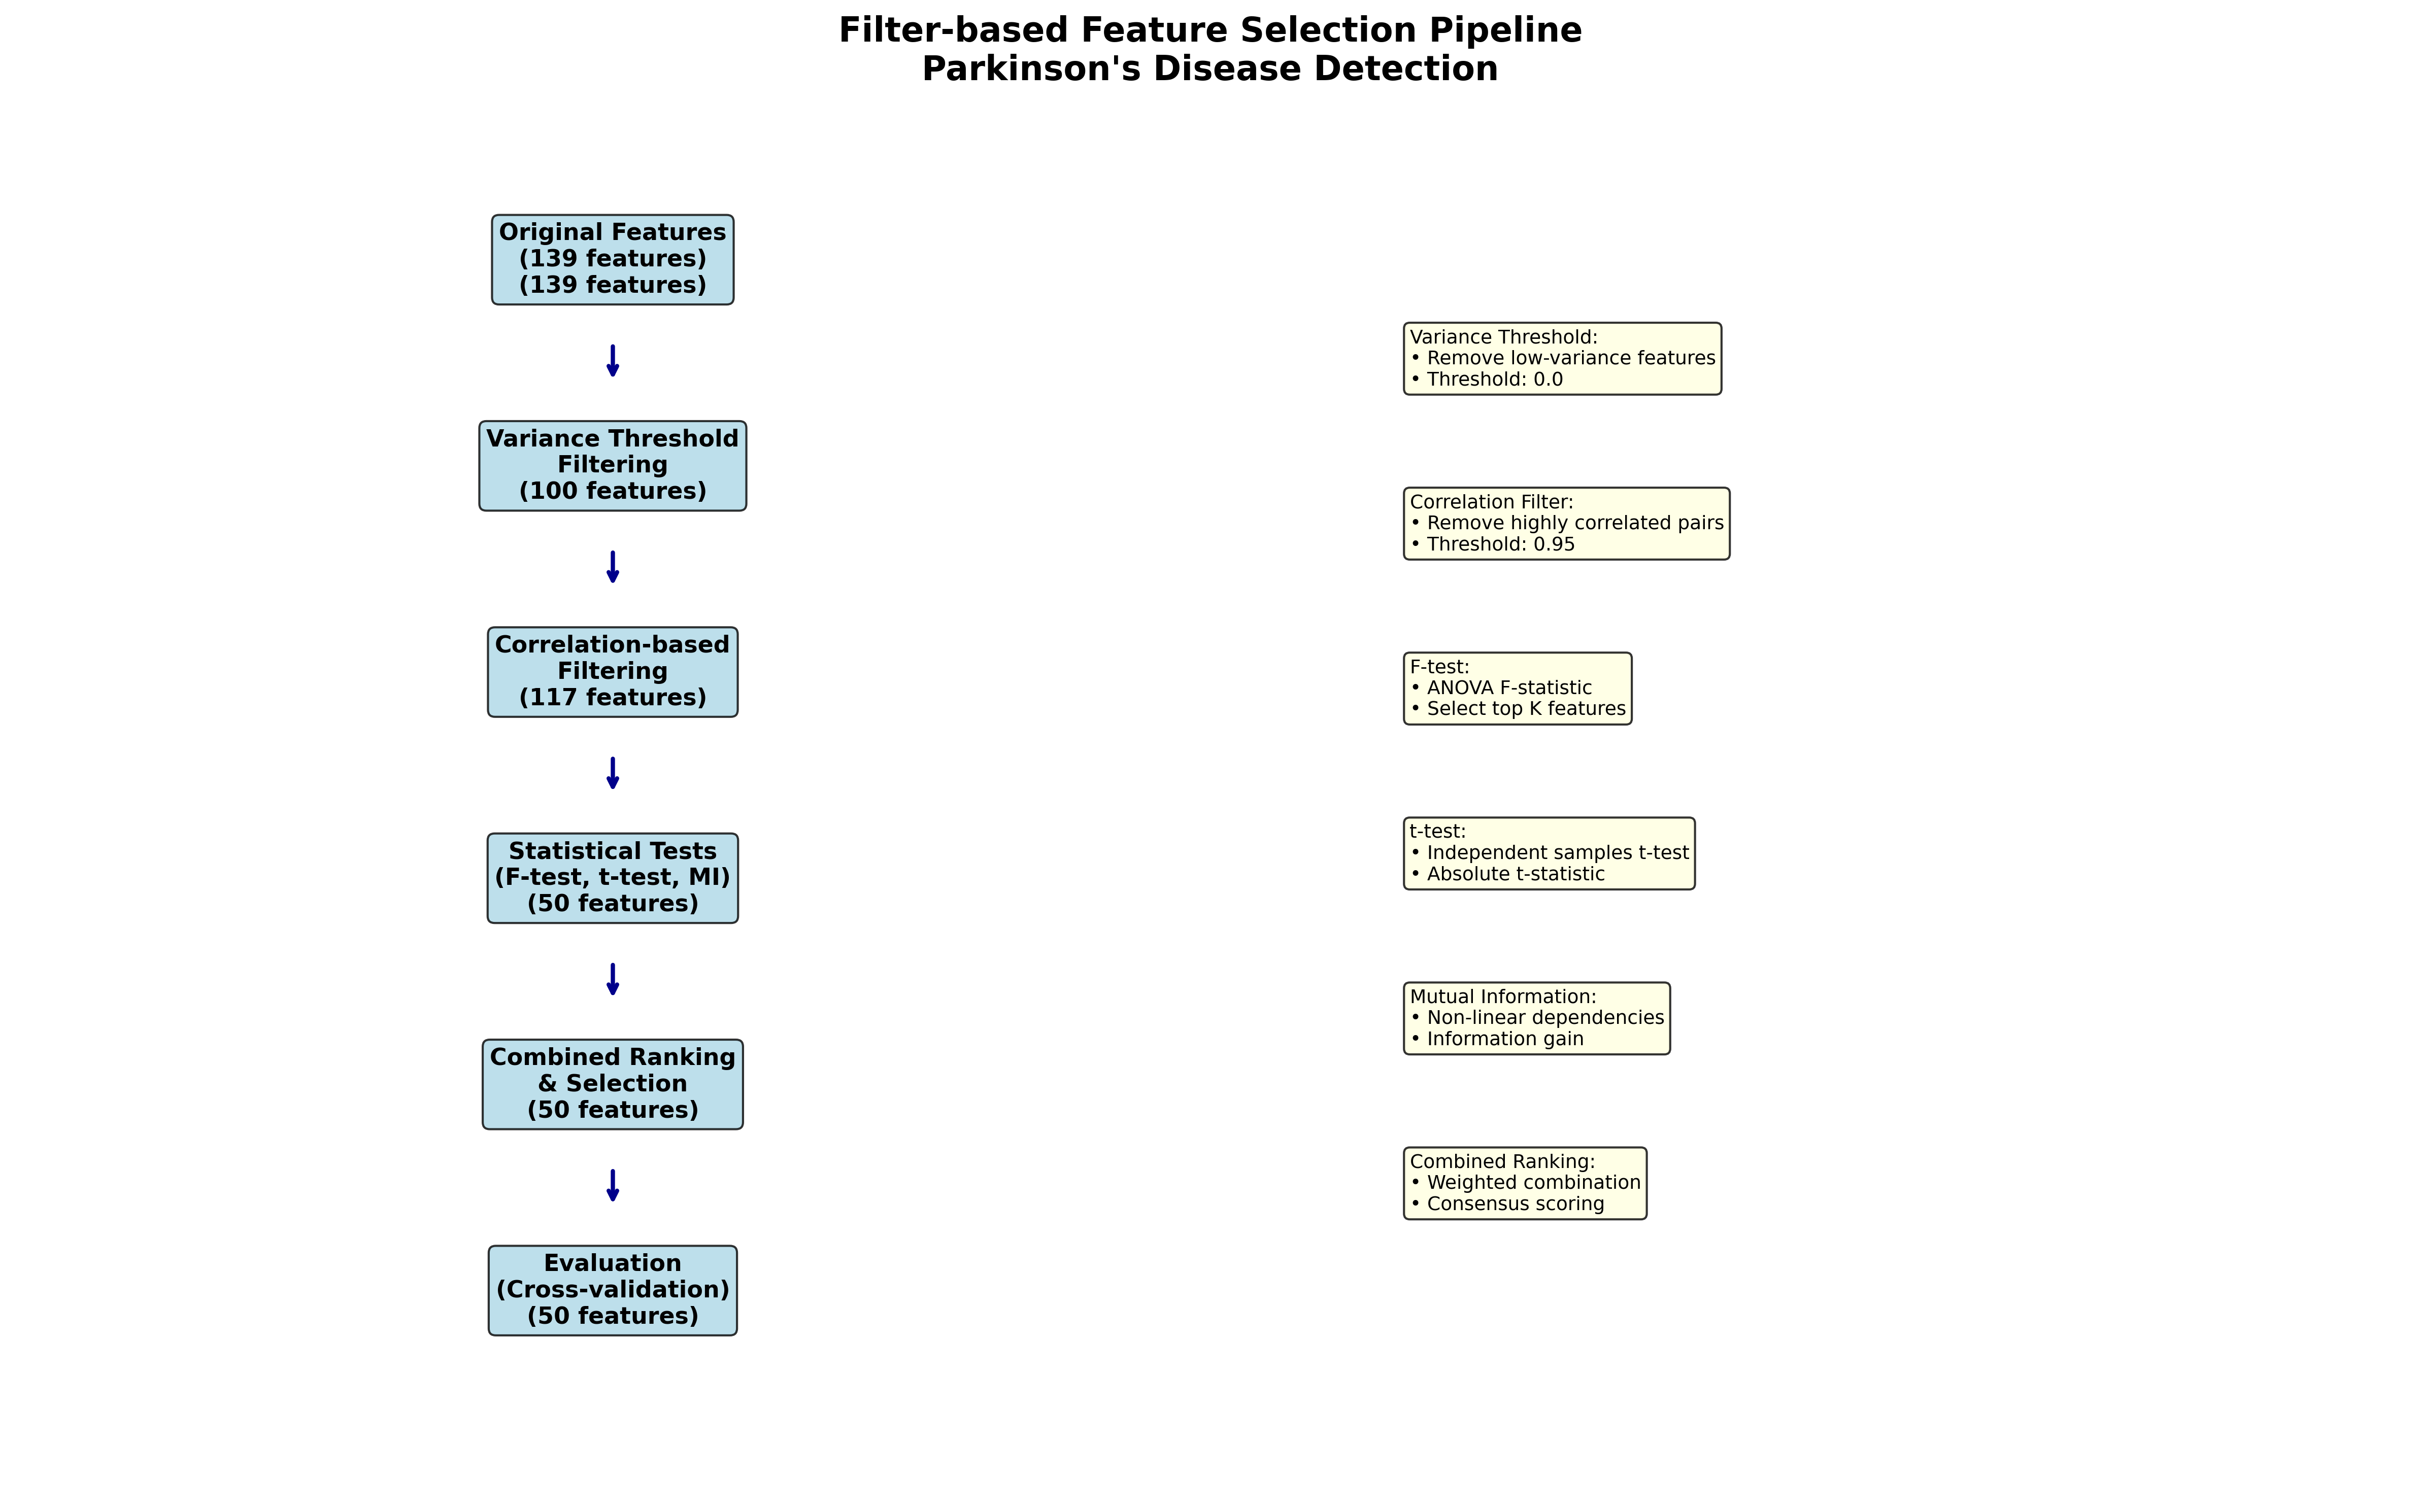 Filter-based Feature Selection Pipeline
Parkinson's Disease Detection
Original Features
(139 features)
(139 features)
Variance Threshold
Filtering
(100 features)
Correlation-based
Filtering
(117 features)
Statistical Tests
(F-test, t-test, MI)
(50 features)
Combined Ranking
& Selection
(50 features)
Evaluation
(Cross-validation)
(50 features)
Variance Threshold:
• Remove low-variance features
• Threshold: 0.0
Correlation Filter:
• Remove highly correlated pairs
• Threshold: 0.95
F-test:
• ANOVA F-statistic
• Select top K features
t-test:
• Independent samples t-test
• Absolute t-statistic
Mutual Information:
• Non-linear dependencies
• Information gain
Combined Ranking:
• Weighted combination
• Consensus scoring